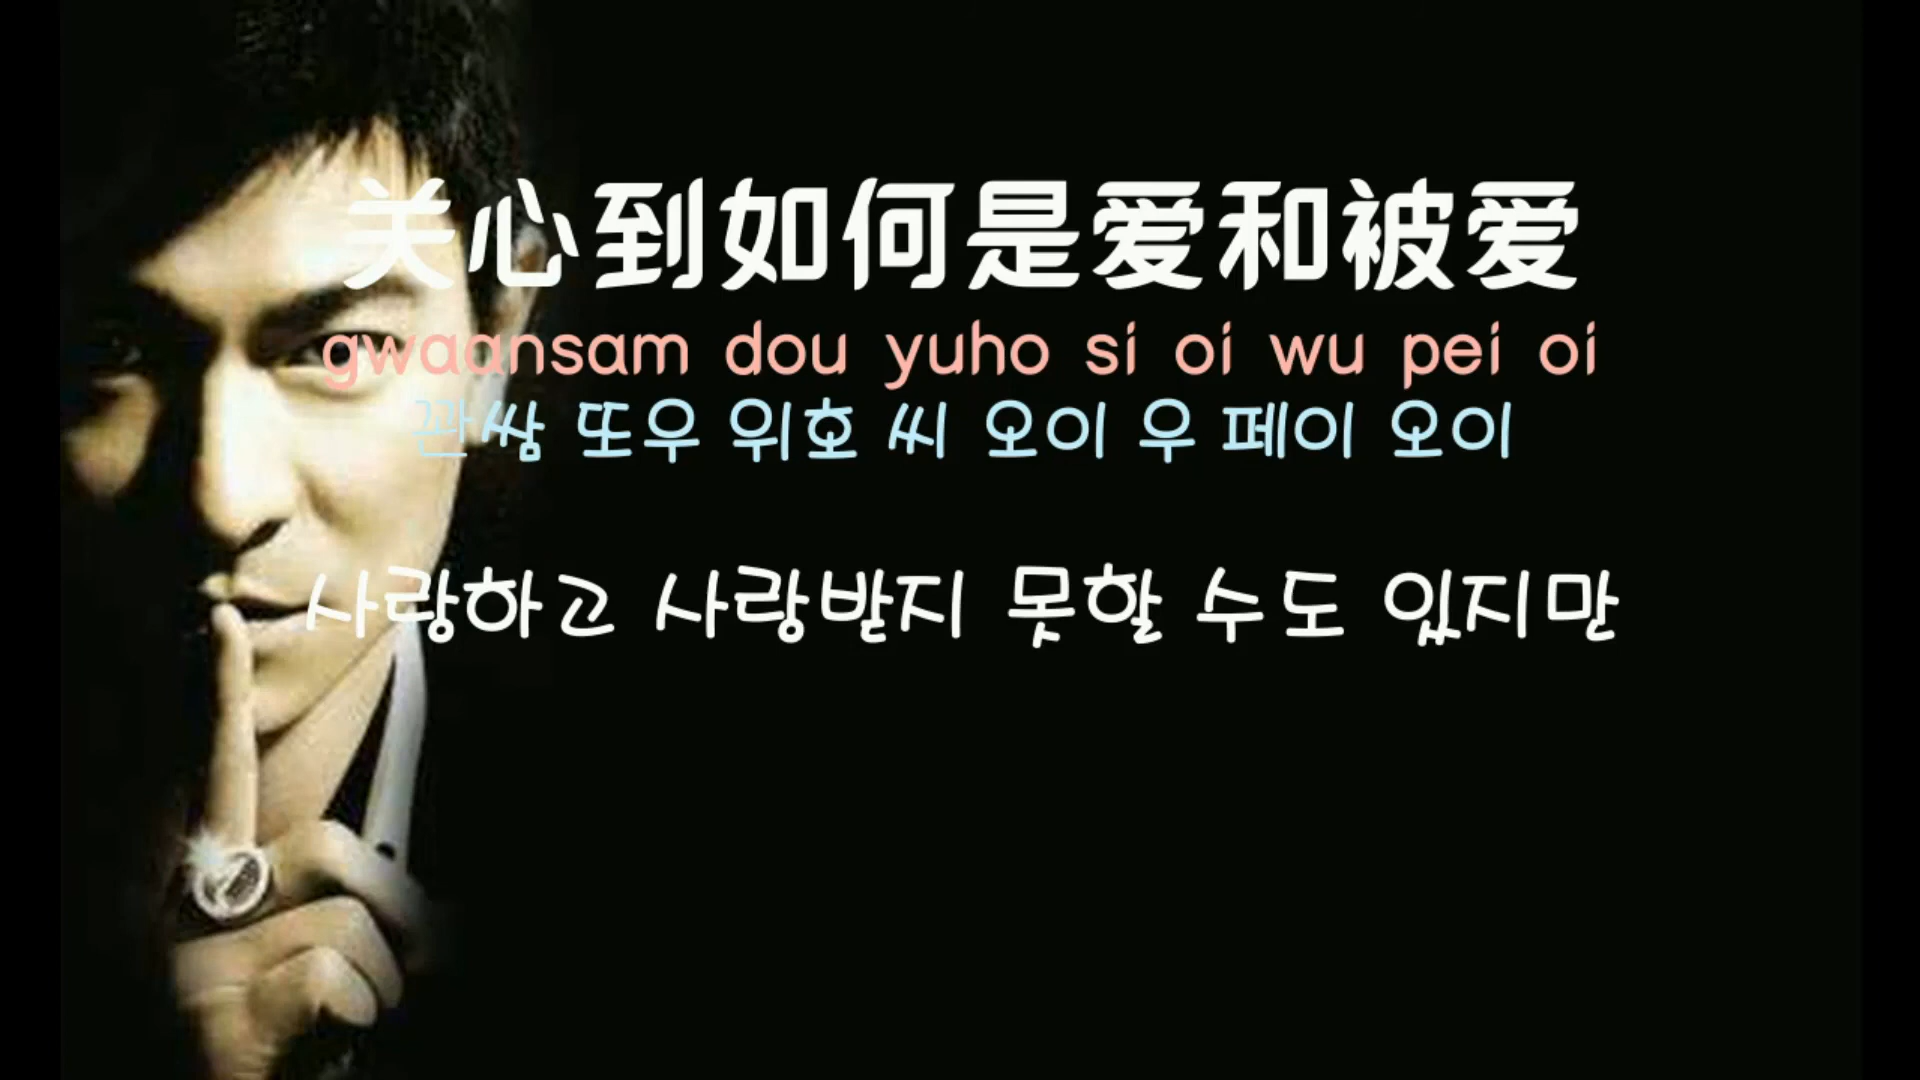 关心到如何是爱和被爱
gwaansam dou yuho si oi wu pei oi
꽌쌈 또우 위호 씨 오이 우 페이 오이
사랑하고 사랑받지 못할 수도 있지만